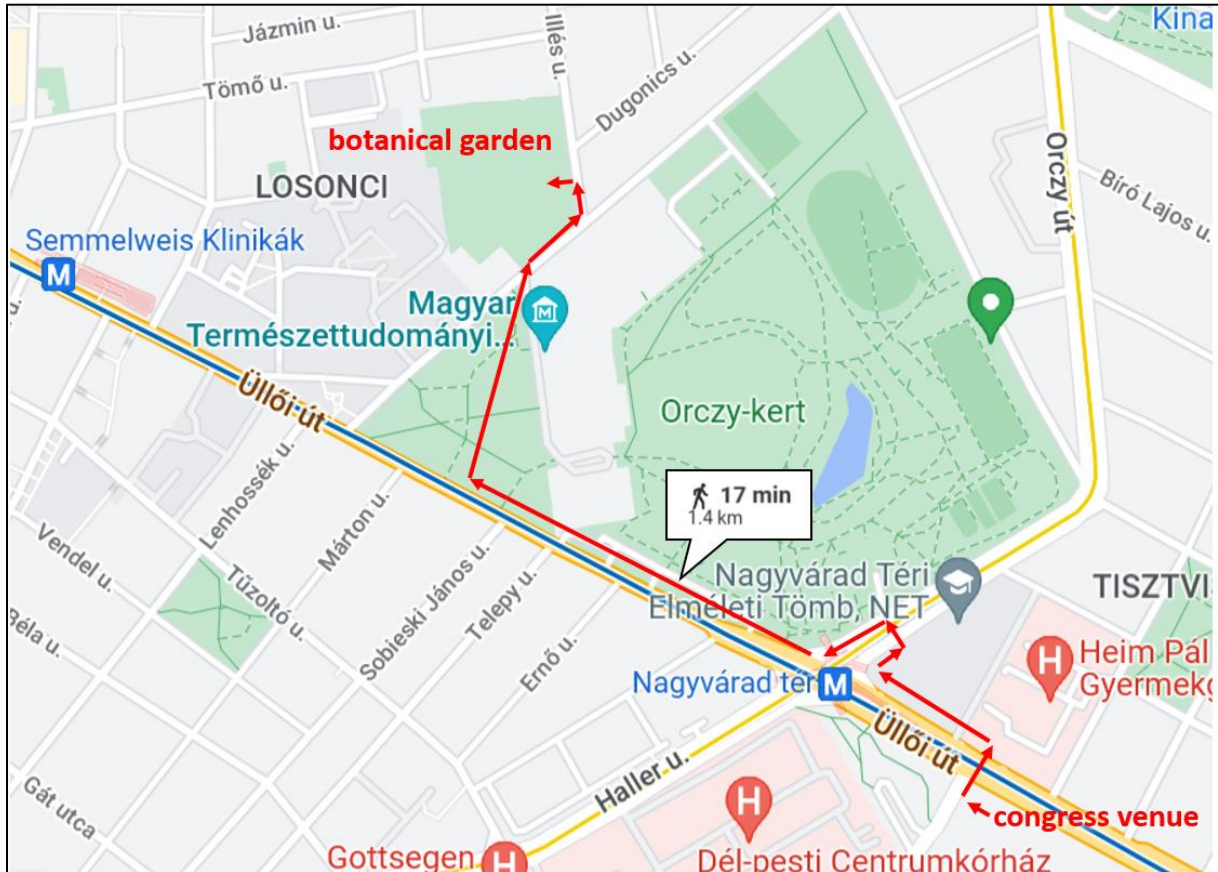 Kina
Jázmin u.
Illés u.
Tömő u.
Dugonics u.
botanical garden
Orczy út
LOSONCI
Bíró Lajos u.
Semmelweis Klinikák
M
Magyar
Természettudományi...
Üllői út
Orczy-kert
17 min
1.4 km
Lenhossék u.
Márton u.
Vendel u.
Tűzoltó u.
Sobieski János u.
Telepy u.
Ernő u.
Nagyvárad Téri
Elméleti Tömb, NET
TISZTVI
Béla u.
H
Heim Pál
Gyermekg
Nagyvárad tér
M
Üllői út
Haller u.
Gát utca
H
congress venue
Gottsegen
H
Dél-pesti Centrumkórház